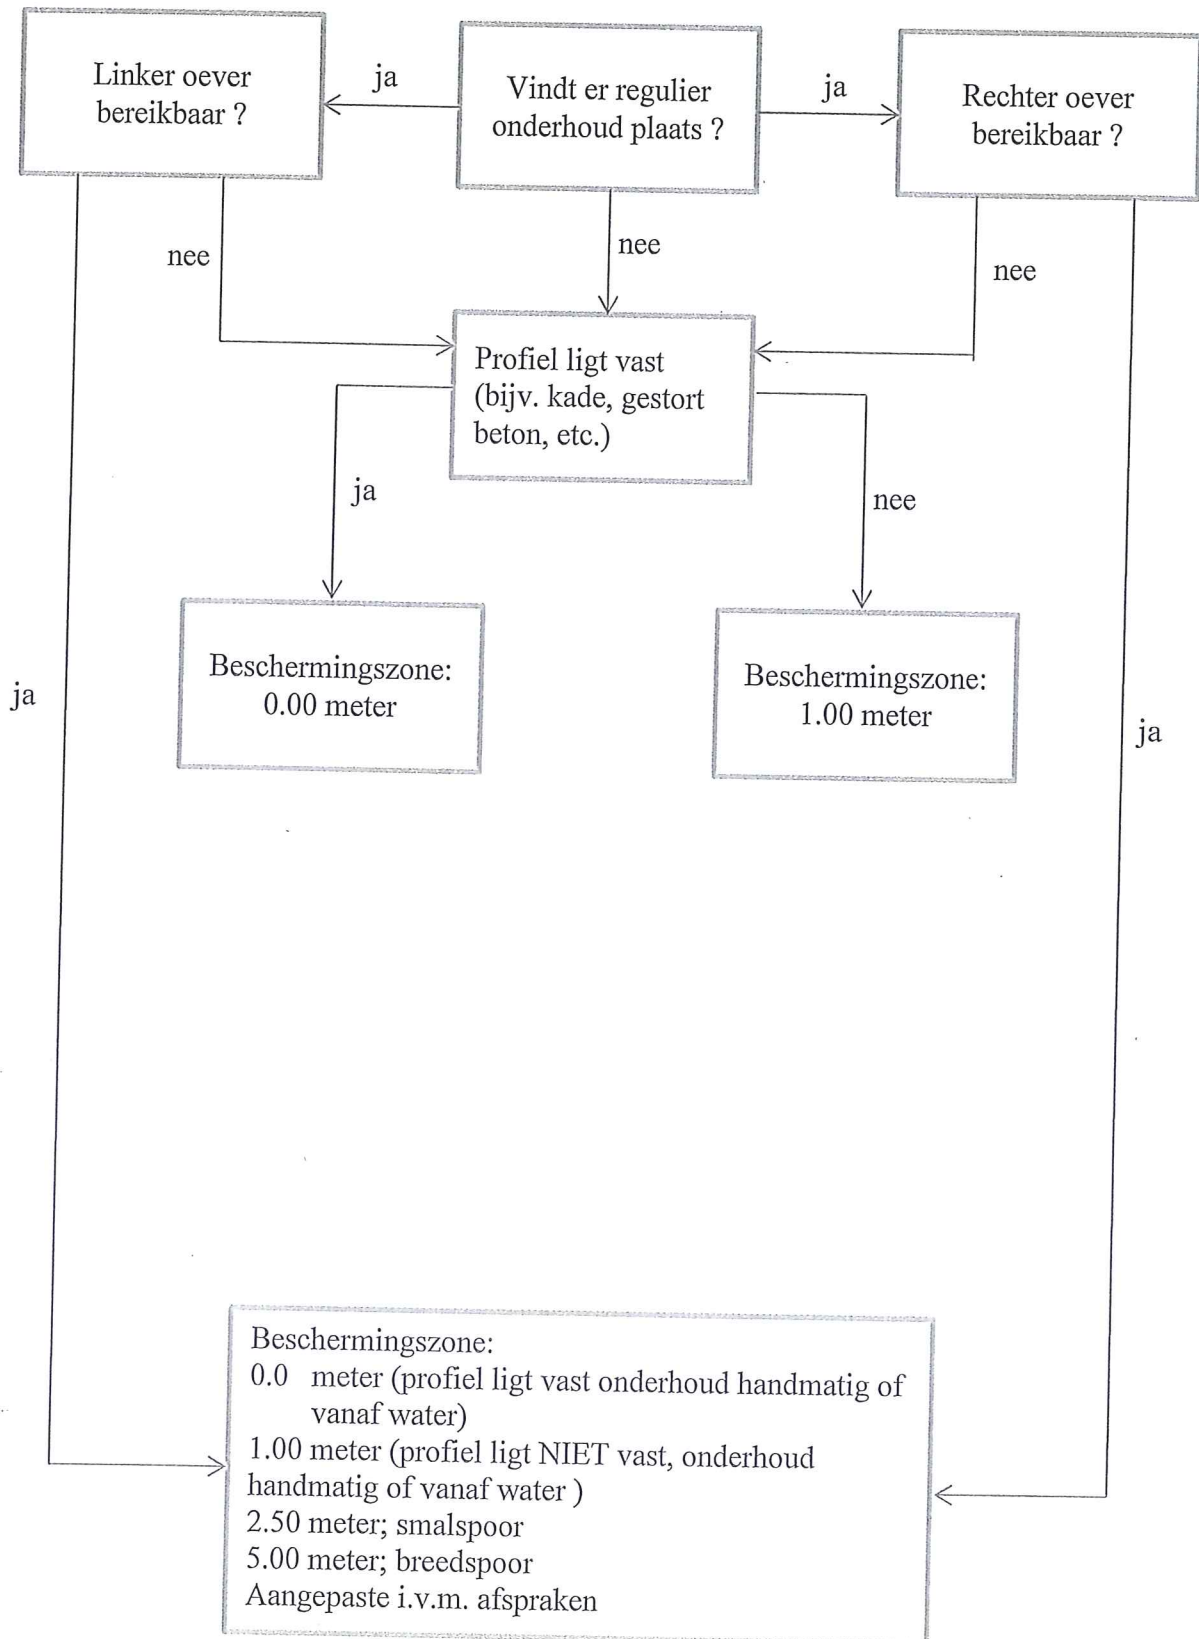 Linker oever
bereikbaar ?
ja
Vindt er regulier
onderhoud plaats ?
ja
Rechter oever
bereikbaar ?
nee
nee
nee
Profiel ligt vast
(bijv. kade, gestort
beton, etc.)
ja
nee
Beschermingszone:
0.00 meter
Beschermingszone:
1.00 meter
ja
ja
Beschermingszone:
0.0 meter (profiel ligt vast onderhoud handmatig of
vanaf water)
1.00 meter (profiel ligt NIET vast, onderhoud
handmatig of vanaf water )
2.50 meter; smalspoor
5.00 meter; breedspoor
Aangepaste i.v.m. afspraken